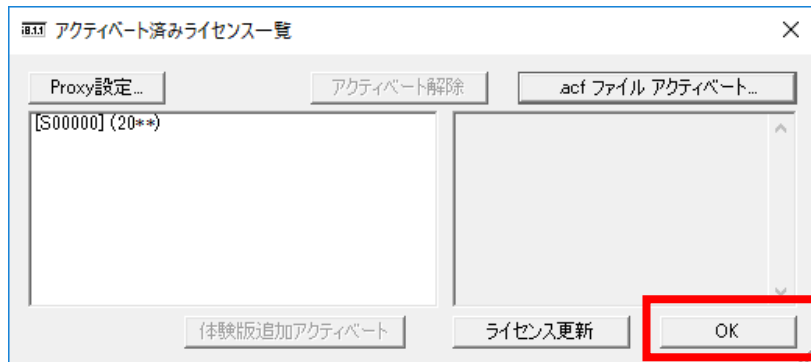 iB.1.1 アクティベート済みライセンス一覧
Proxy設定... アクティベート解除 .acf ファイル アクティベート...
[S00000] (20**)
体験版追加アクティベート ライセンス更新 OK